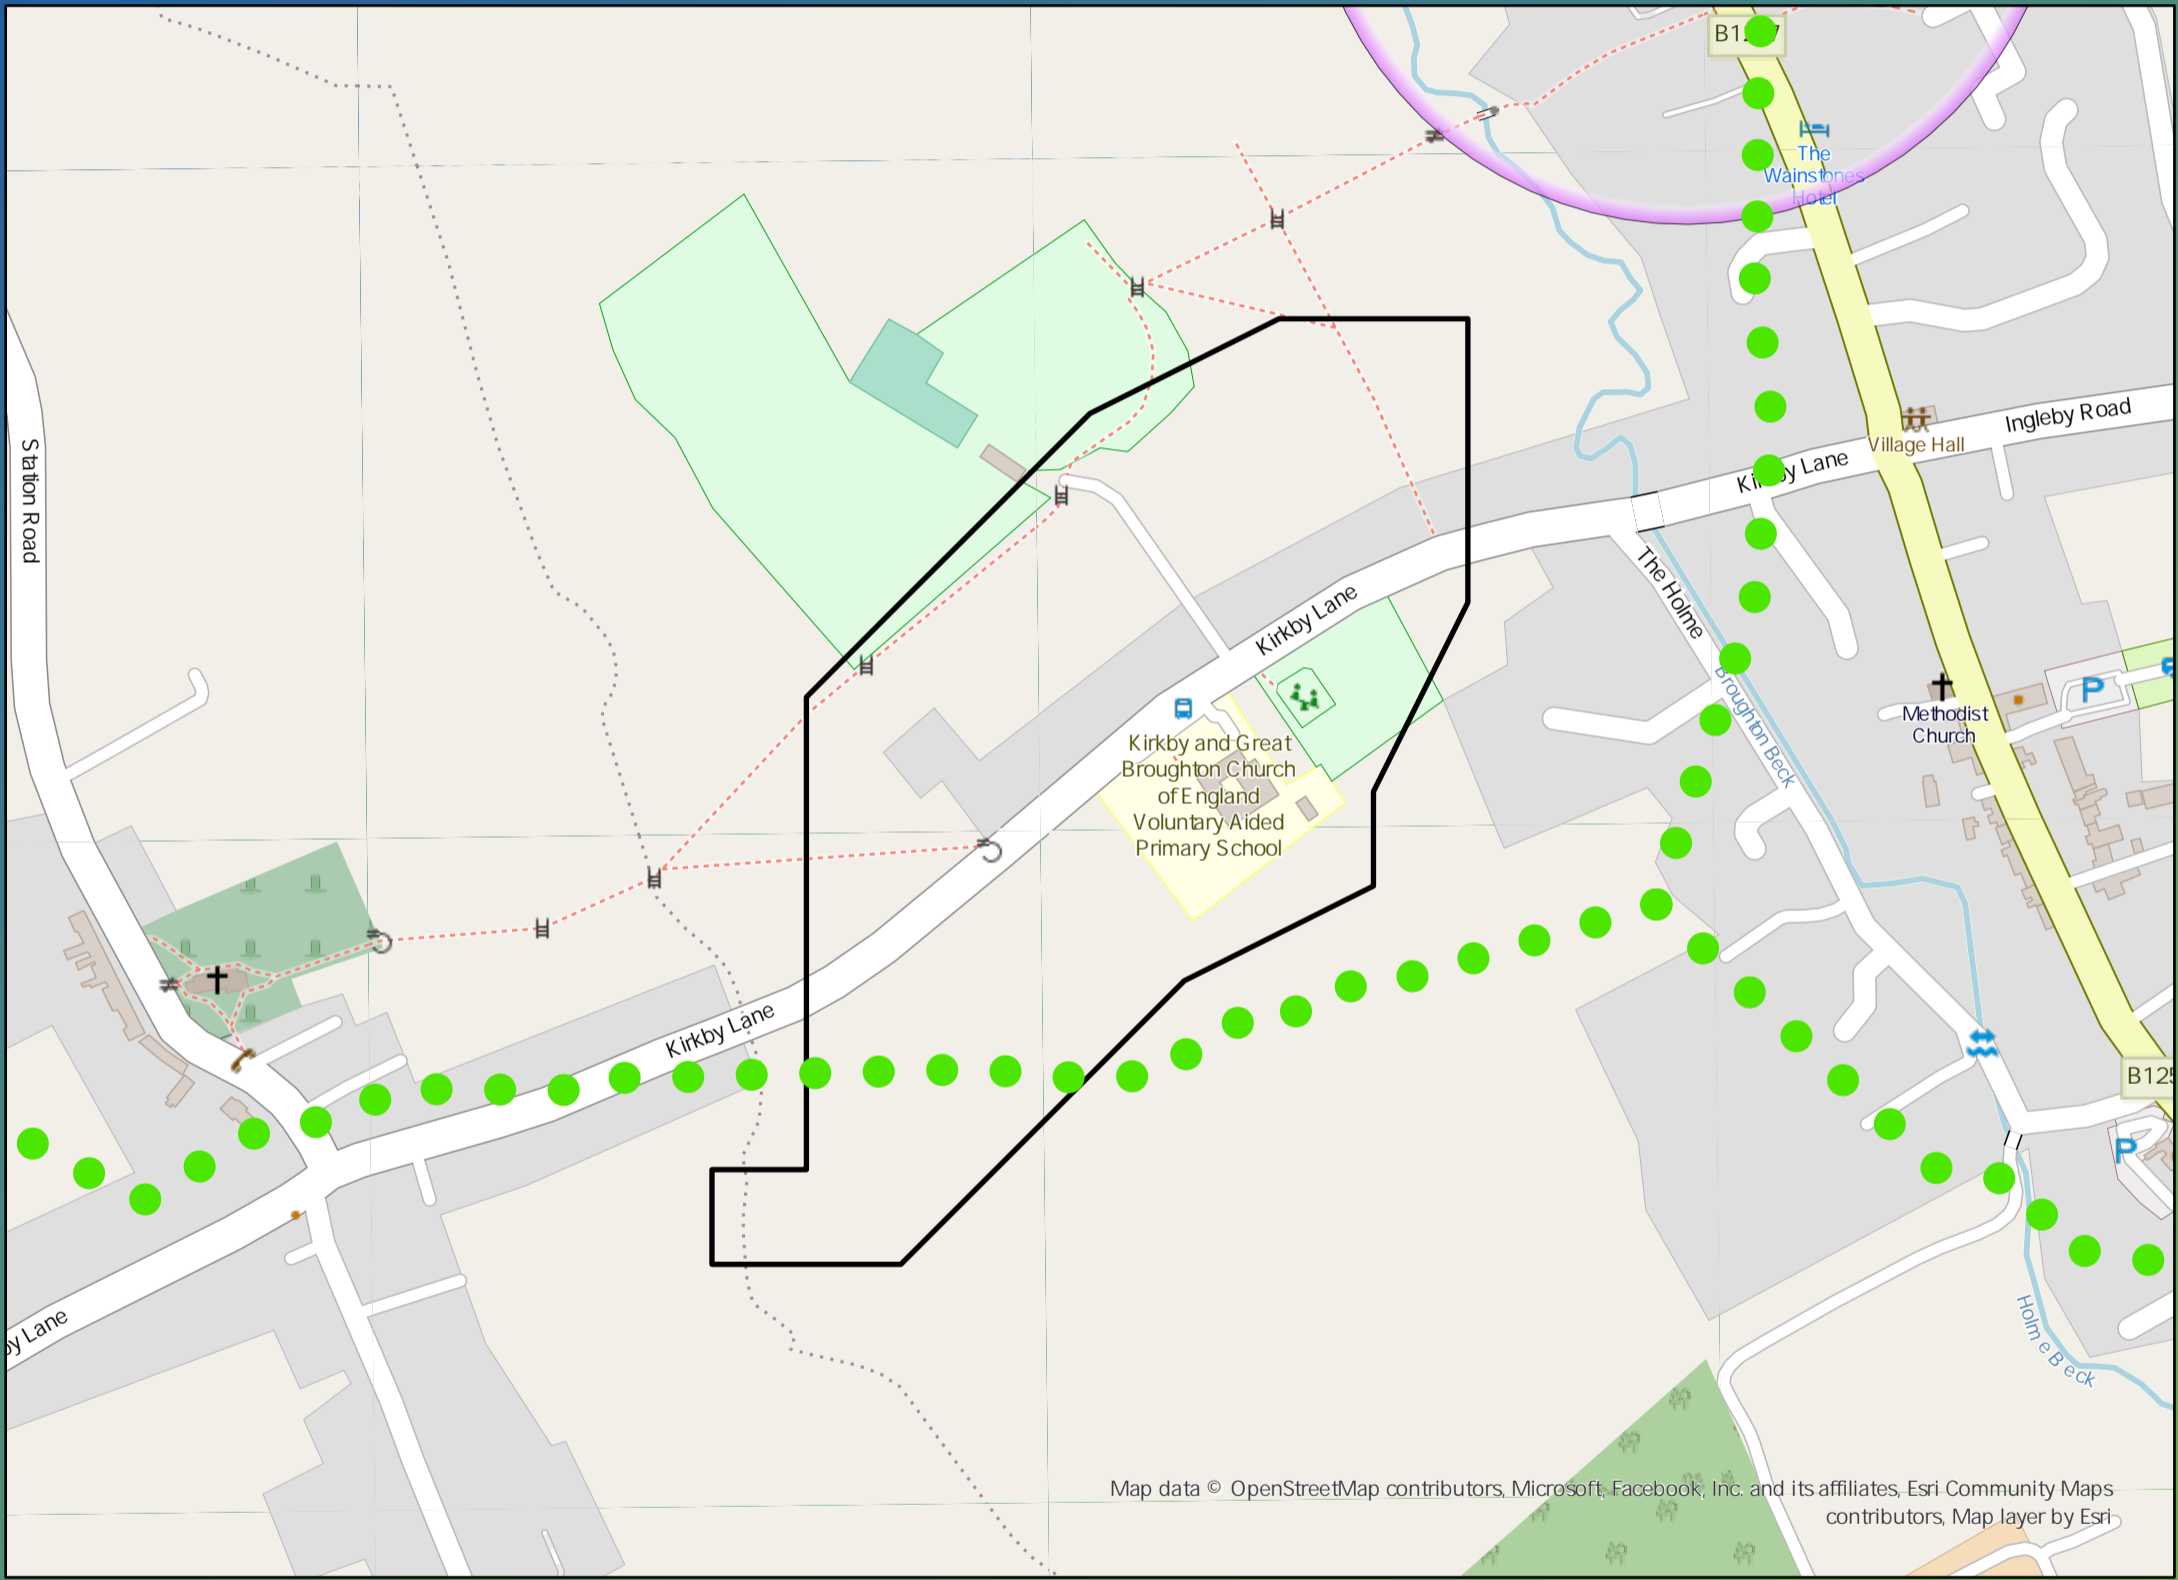 The
Wainstones
Hotel
Ingleby Road
Village Hall
Kirkby Lane
Station Road
The Holme
Kirkby Lane
Broughton Beck
P
Methodist
Church
Kirkby and Great
Broughton Church
of England
Voluntary Aided
Primary School
Kirkby Lane
P
by Lane
Holme Beck
Map data © OpenStreetMap contributors, Microsoft, Facebook, Inc. and its affiliates, Esri Community Maps
contributors, Map layer by Esri